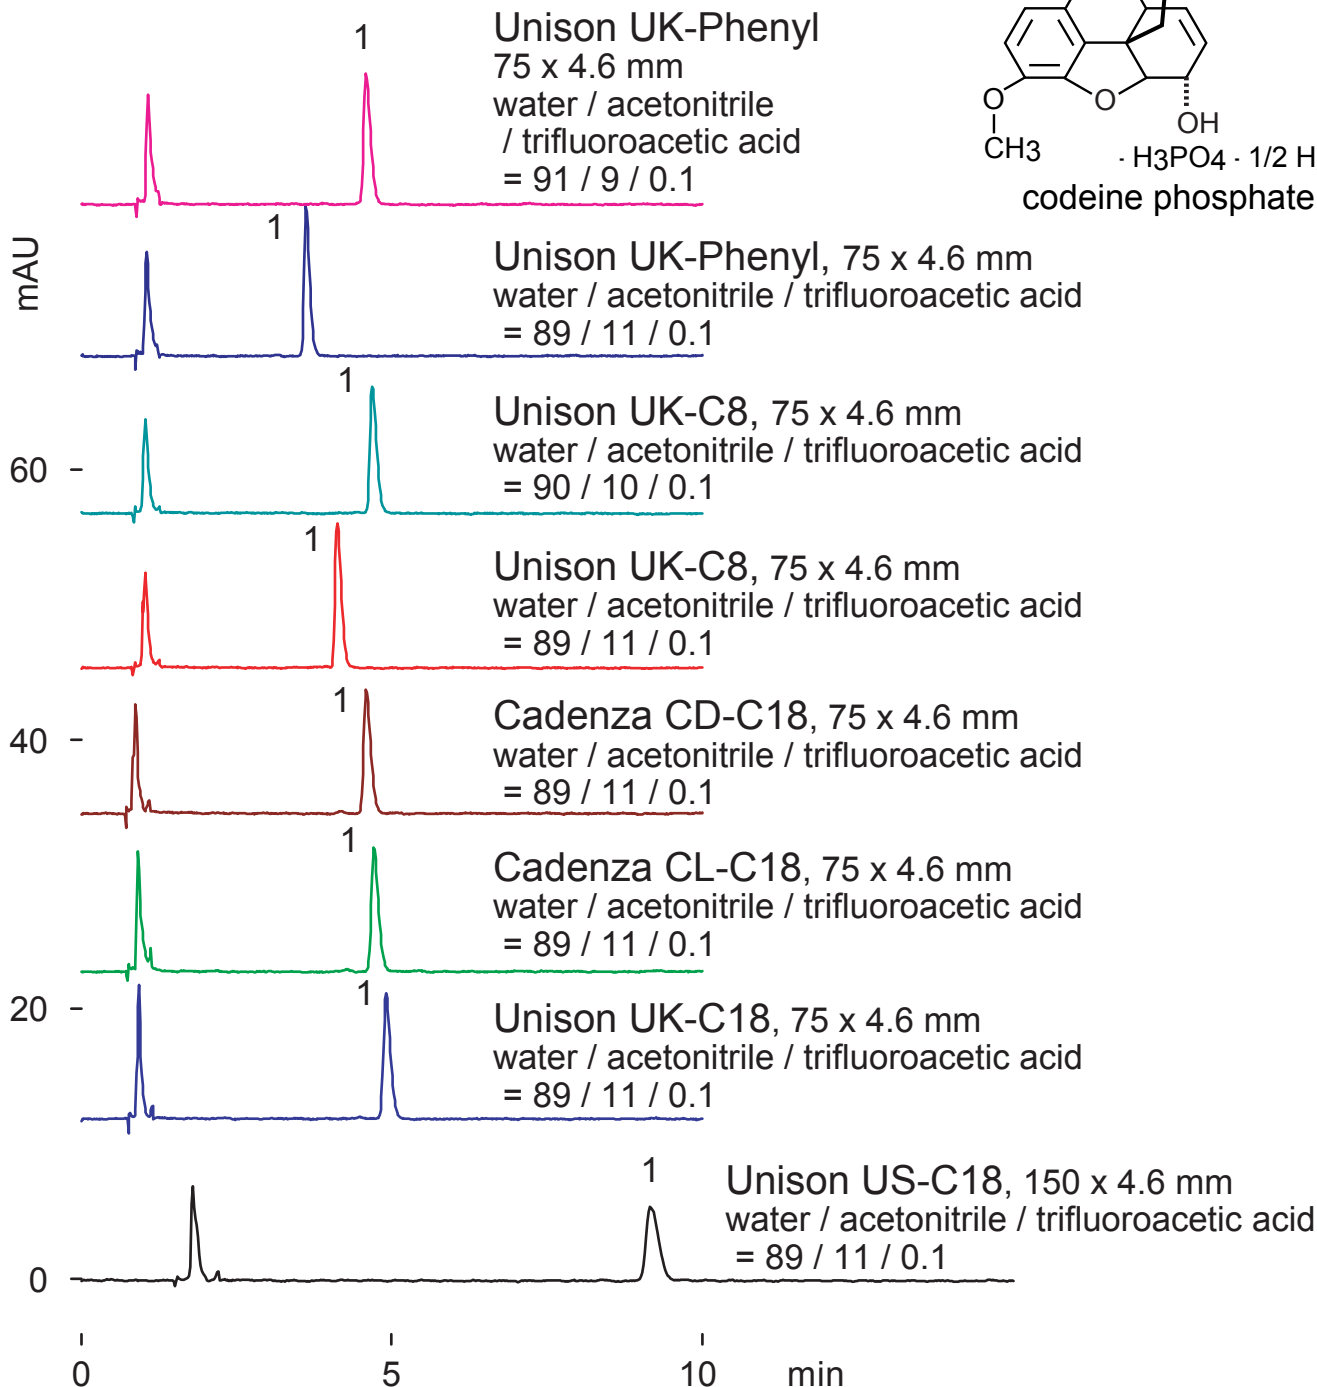 1
Unison UK-Phenyl
75 x 4.6 mm
water / acetonitrile
/ trifluoroacetic acid
= 91 / 9 / 0.1
O
O
CH3
OH
· H3PO4 · 1/2 H
codeine phosphate
mAU
1
Unison UK-Phenyl, 75 x 4.6 mm
water / acetonitrile / trifluoroacetic acid
= 89 / 11 / 0.1
1
Unison UK-C8, 75 x 4.6 mm
water / acetonitrile / trifluoroacetic acid
= 90 / 10 / 0.1
60
1
Unison UK-C8, 75 x 4.6 mm
water / acetonitrile / trifluoroacetic acid
= 89 / 11 / 0.1
1
Cadenza CD-C18, 75 x 4.6 mm
water / acetonitrile / trifluoroacetic acid
= 89 / 11 / 0.1
40
1
Cadenza CL-C18, 75 x 4.6 mm
water / acetonitrile / trifluoroacetic acid
= 89 / 11 / 0.1
1
Unison UK-C18, 75 x 4.6 mm
water / acetonitrile / trifluoroacetic acid
= 89 / 11 / 0.1
20
1
Unison US-C18, 150 x 4.6 mm
water / acetonitrile / trifluoroacetic acid
= 89 / 11 / 0.1
0
0 5 10 min